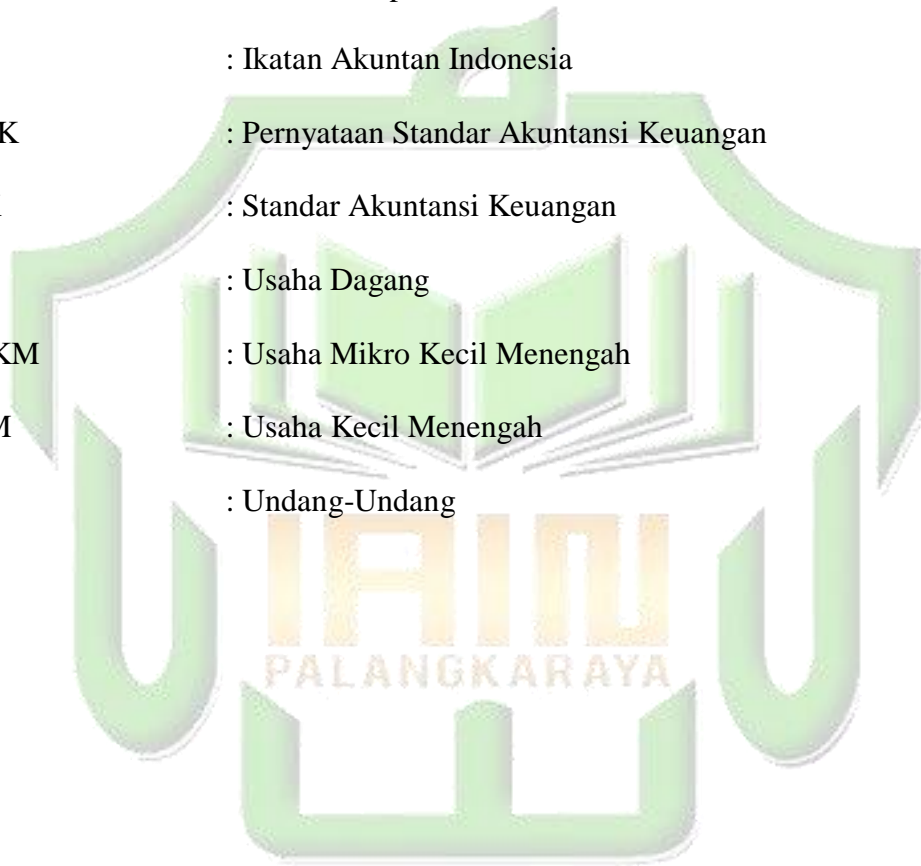 : Ikatan Akuntan Indonesia
K : Pernyataan Standar Akuntansi Keuangan
: Standar Akuntansi Keuangan
: Usaha Dagang
KM : Usaha Mikro Kecil Menengah
M : Usaha Kecil Menengah
: Undang-Undang
IAIN
PALANGKARAYA